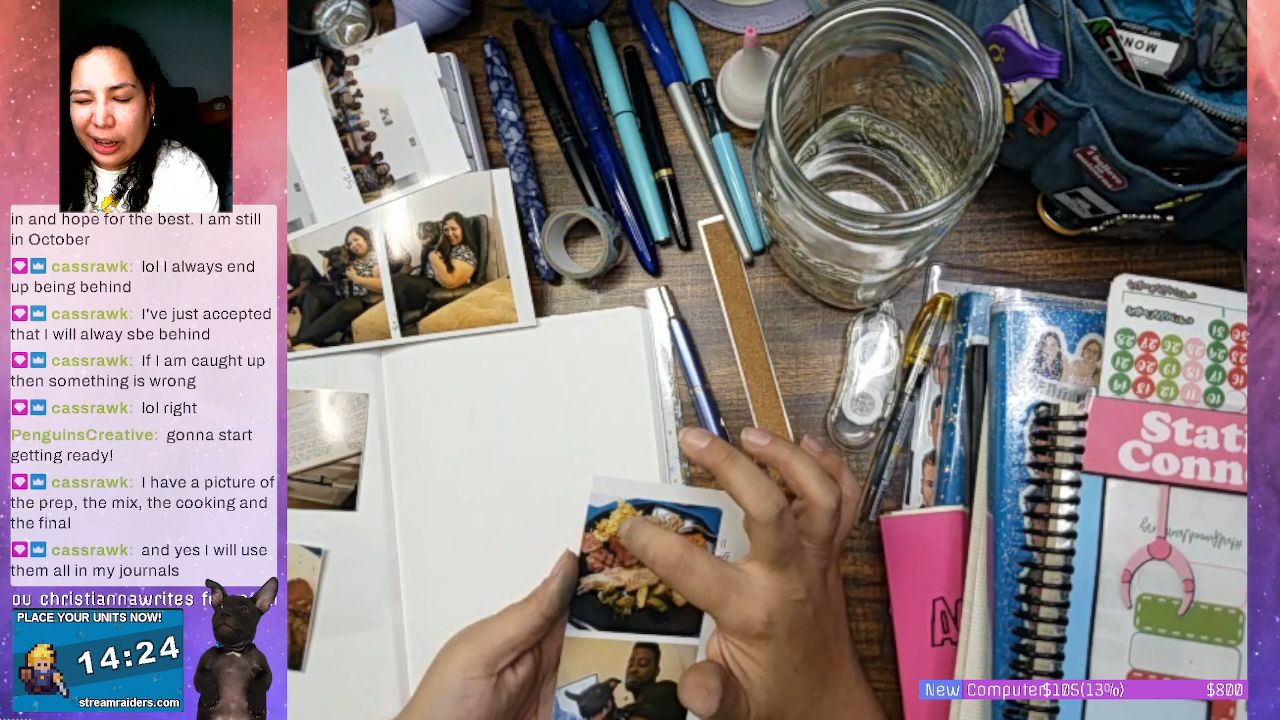 in and hope for the best. I am still
in October
cassrawk: lol I always end
up being behind
cassrawk: I've just accepted
that I will alway sbe behind
cassrawk: If I am caught up
then something is wrong
cassrawk: lol right
PenguinsCreative: gonna start
getting ready!
cassrawk: I have a picture of
the prep, the mix, the cooking and
the final
cassrawk: and yes I will use
them all in my journals
ou christiannawrites f
PLACE YOUR UNITS NOW!
14:24
streamraiders.com
MON
Stati
Conn
New Computer $105(13%) $800